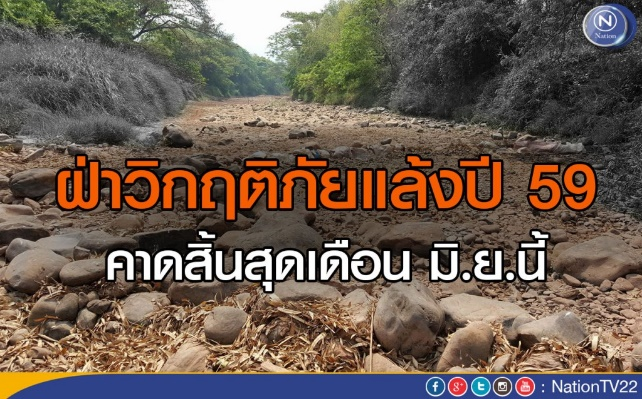 N
Nation
ฝ่าวิกฤติภัยแล้งปี 59
คาดสิ้นสุดเดือน มิ.ย.นี้
: NationTV22